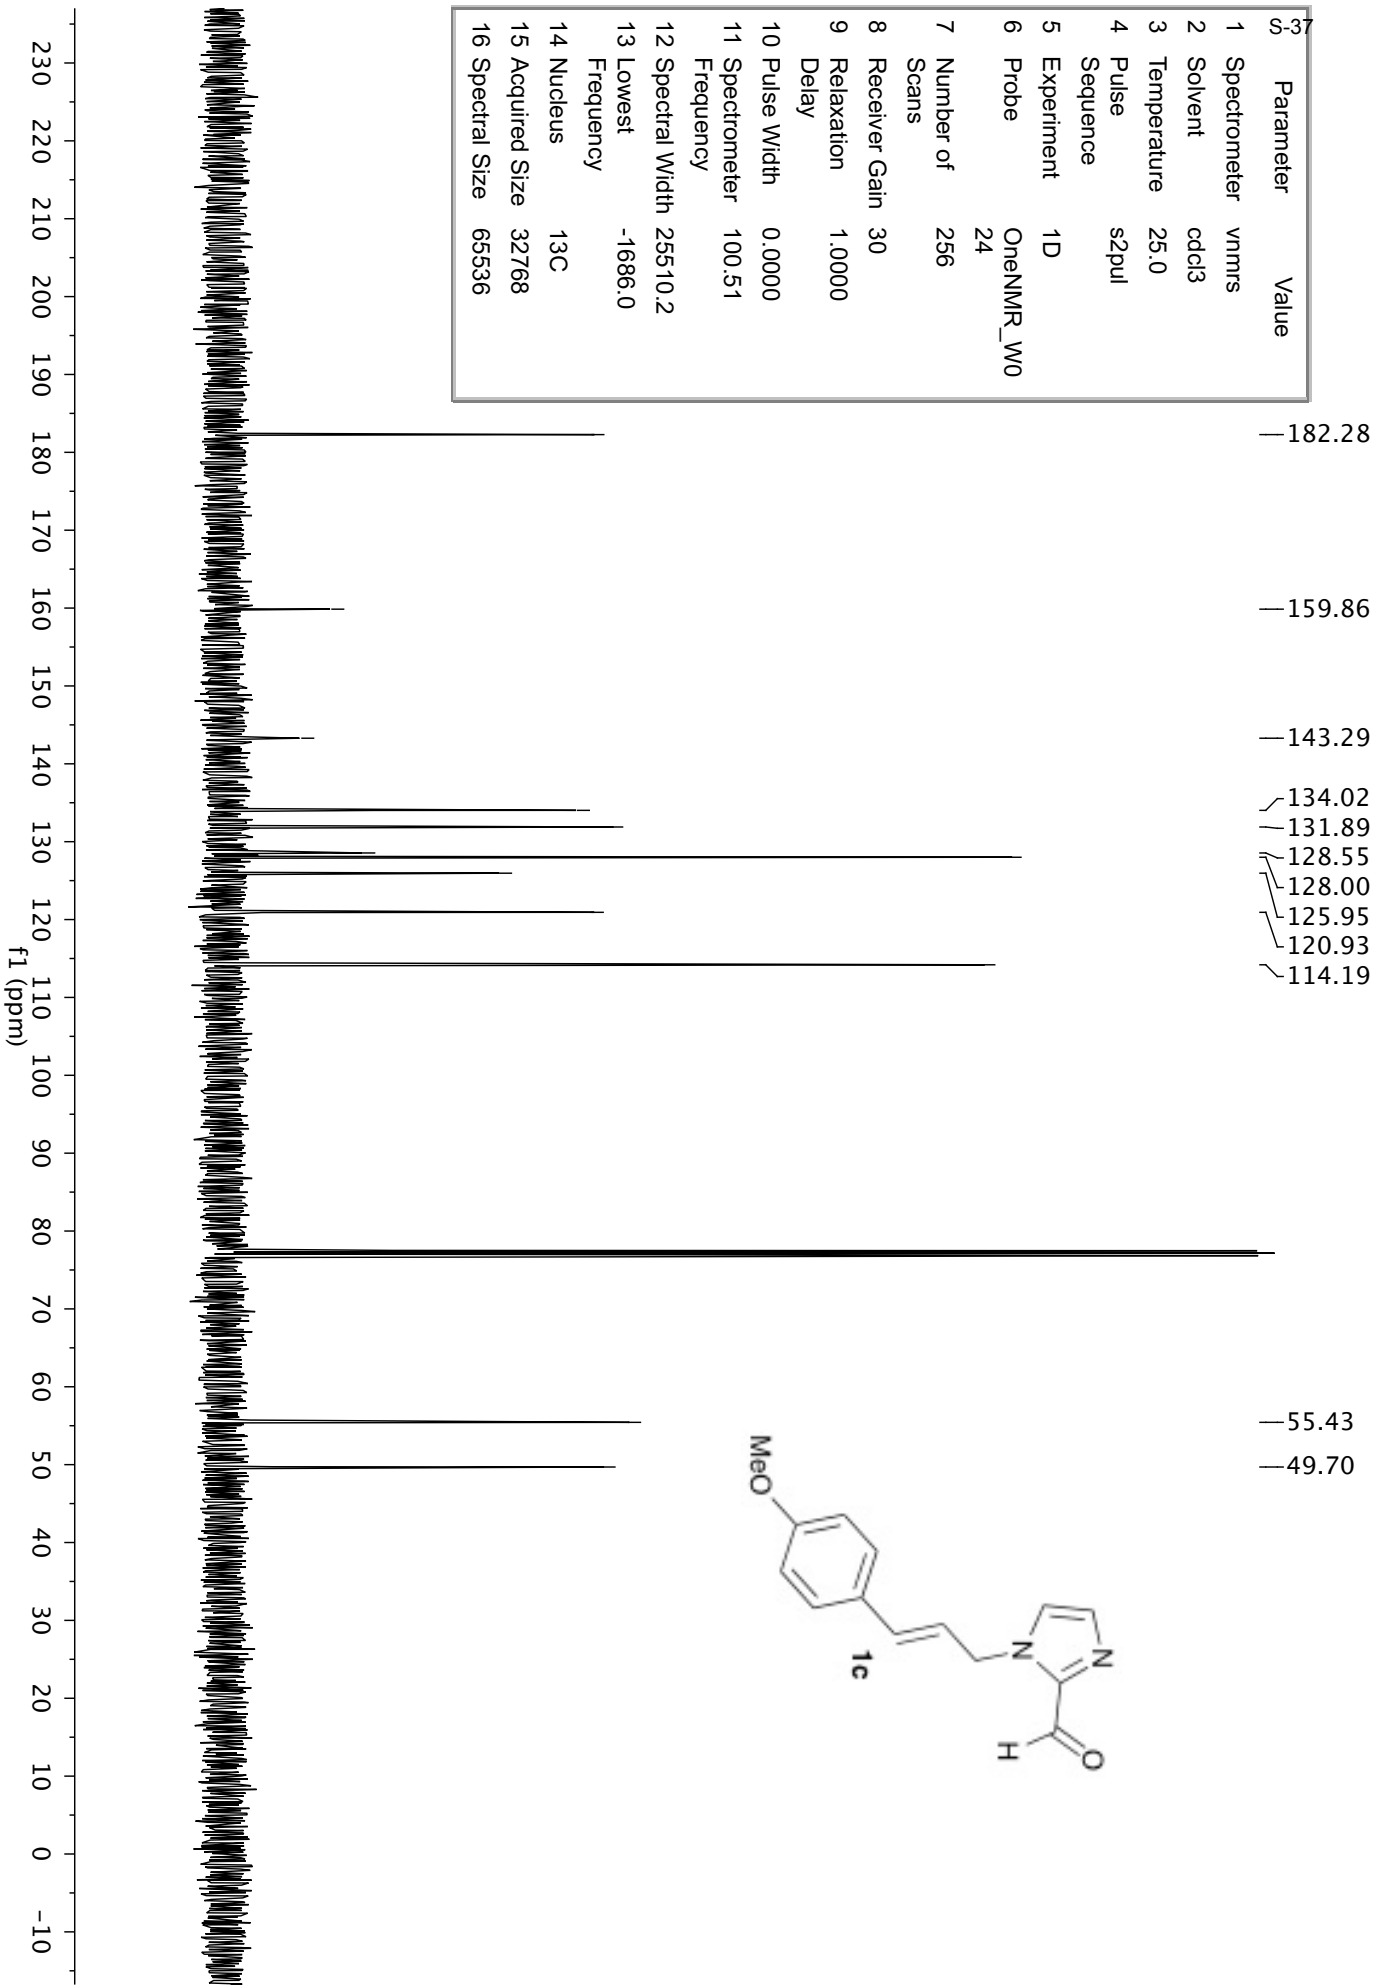 S-37
Parameter Value
1 Spectrometer vnmrs
2 Solvent cdcl3
3 Temperature 25.0
4 Pulse s2pul
Sequence
5 Experiment 1D
6 Probe OneNMR_W0
24
7 Number of 256
Scans
8 Receiver Gain 30
9 Relaxation 1.0000
Delay
10 Pulse Width 0.0000
11 Spectrometer 100.51
Frequency
12 Spectral Width 25510.2
13 Lowest -1686.0
Frequency
14 Nucleus 13C
15 Acquired Size 32768
16 Spectral Size 65536
182.28
159.86
143.29
134.02
131.89
128.55
128.00
125.95
120.93
114.19
55.43
49.70
N
N
O
H
1c
MeO
230 220 210 200 190 180 170 160 150 140 130 120 110 100 90 80 70 60 50 40 30 20 10 0 -10
f1 (ppm)